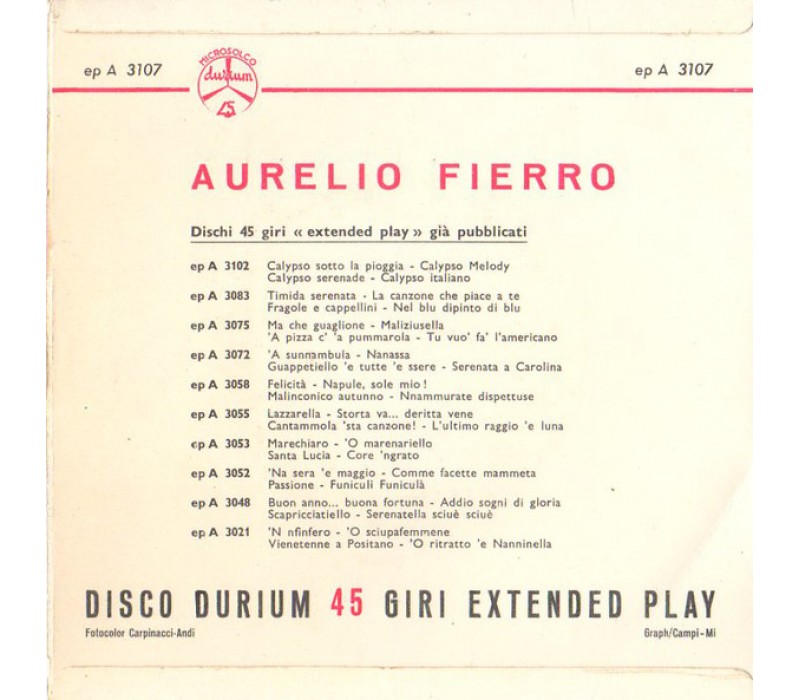 ep A 3107
MICROSOLCO
durium
45
ep A 3107
AURELIO FIERRO
Dischi 45 giri « extended play » già pubblicati
ep A 3102 Calypso sotto la pioggia - Calypso Melody
Calypso serenade - Calypso italiano
ep A 3083 Timida serenata - La canzone che piace a te
Fragole e cappellini - Nel blu dipinto di blu
ep A 3075 Ma che guaglione - Maliziusella
'A pizza c' 'a pummarola - Tu vuo' fa' l'americano
ep A 3072 'A sunnambula - Nanassa
Guappetiello 'e tutte 'e ssere - Serenata a Carolina
ep A 3058 Felicità - Napule, sole mio !
Malinconico autunno - Nnammurate dispettuse
ep A 3055 Lazzarella - Storta va... deritta vene
Cantammola 'sta canzone! - L'ultimo raggio 'e luna
ep A 3053 Marechiaro - 'O marenariello
Santa Lucia - Core 'ngrato
ep A 3052 'Na sera 'e maggio - Comme facette mammeta
Passione - Funiculì Funiculà
ep A 3048 Buon anno... buona fortuna - Addio sogni di gloria
Scapricciatiello - Serenatella sciuè sciuè
ep A 3021 'N nfinfero - 'O sciupafemmene
Vienetenne a Positano - 'O ritratto 'e Nanninella
DISCO DURIUM 45 GIRI EXTENDED PLAY
Fotocolor Carpinacci-Andi
Graph/Campi-Mi